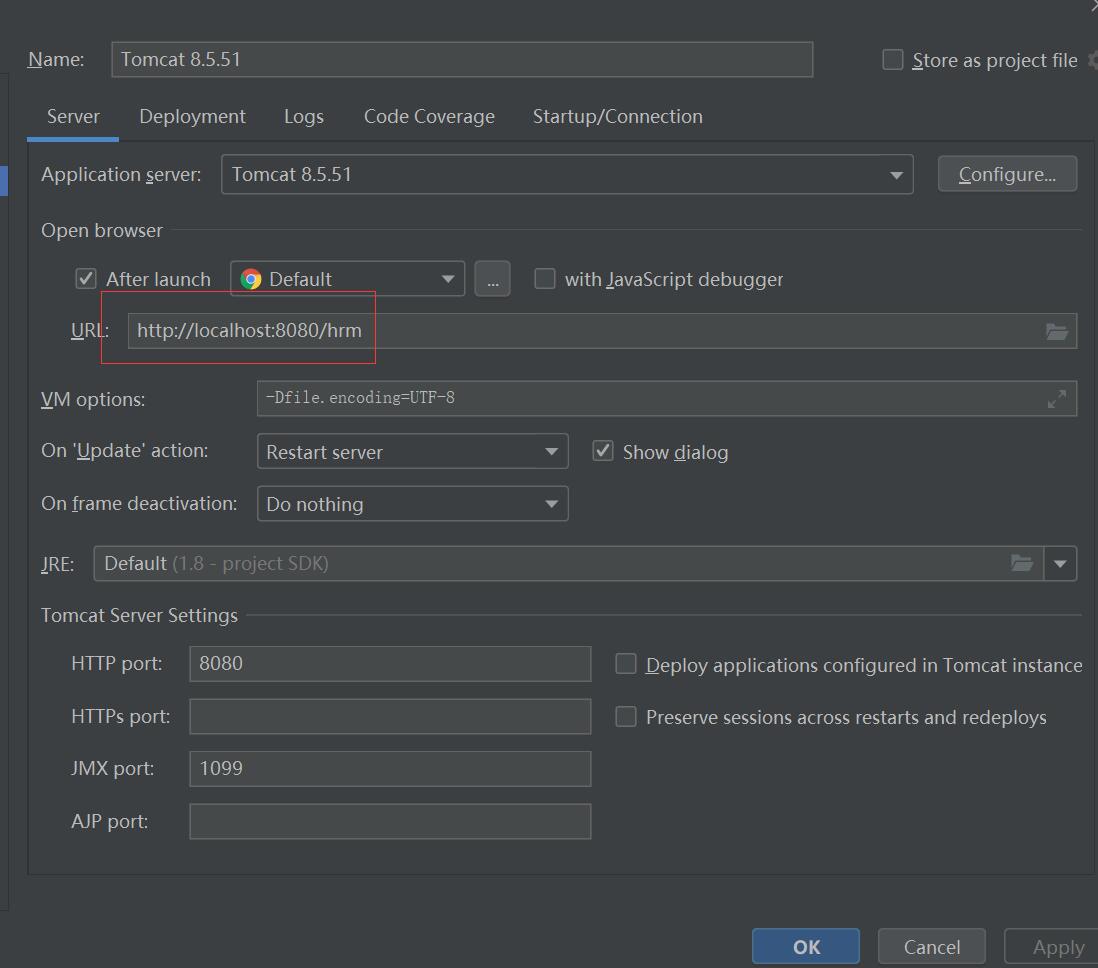 Name: Tomcat 8.5.51 Store as project file
Server Deployment Logs Code Coverage Startup/Connection
Application server: Tomcat 8.5.51 Configure...
Open browser
After launch Default ... with JavaScript debugger
URL: http://localhost:8080/hrm
VM options: -Dfile.encoding=UTF-8
On 'Update' action: Restart server Show dialog
On frame deactivation: Do nothing
JRE: Default (1.8 - project SDK)
Tomcat Server Settings
HTTP port: 8080 Deploy applications configured in Tomcat instance
HTTPs port: Preserve sessions across restarts and redeploys
JMX port: 1099
AJP port:
OK Cancel Apply